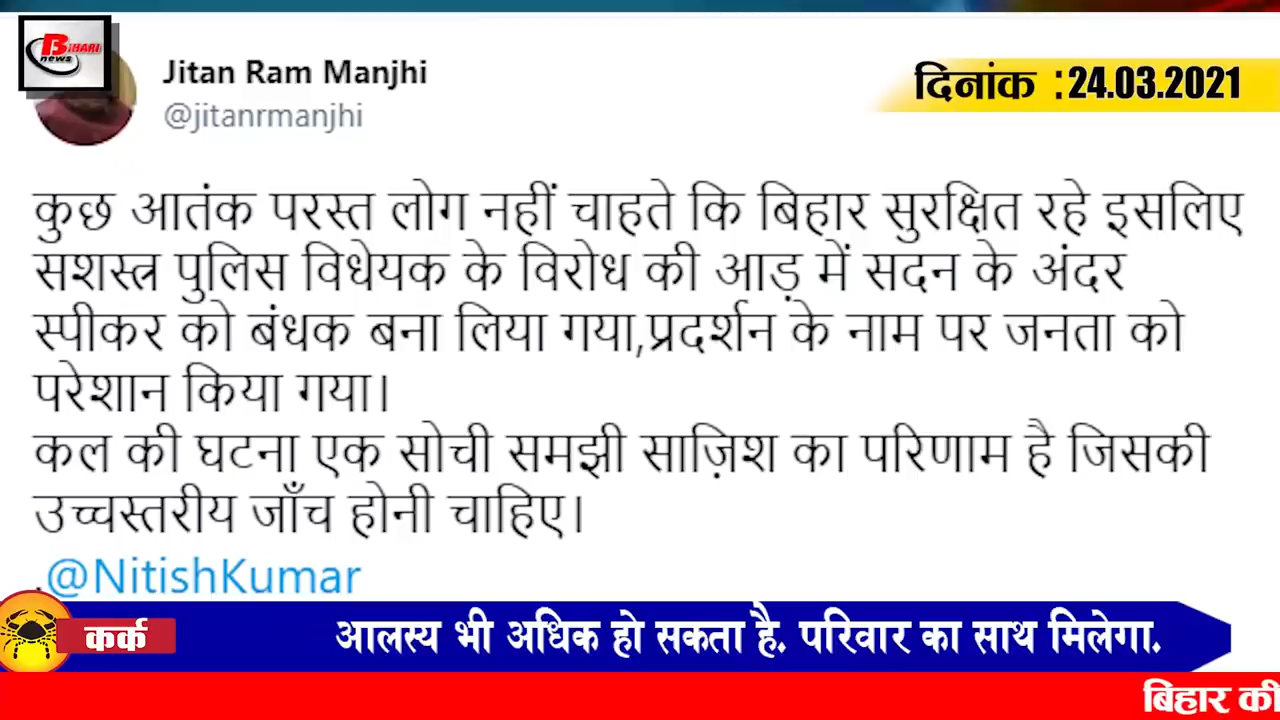 BIHARI
news
Jitan Ram Manjhi
@jitanrmanjhi
दिनांक :24.03.2021
कुछ आतंक परस्त लोग नहीं चाहते कि बिहार सुरक्षित रहे इसलिए
सशस्त्र पुलिस विधेयक के विरोध की आड़ में सदन के अंदर
स्पीकर को बंधक बना लिया गया,प्रदर्शन के नाम पर जनता को
परेशान किया गया।
कल की घटना एक सोची समझी साज़िश का परिणाम है जिसकी
उच्चस्तरीय जाँच होनी चाहिए।
.@NitishKumar
कर्क
आलस्य भी अधिक हो सकता है. परिवार का साथ मिलेगा.
बिहार की